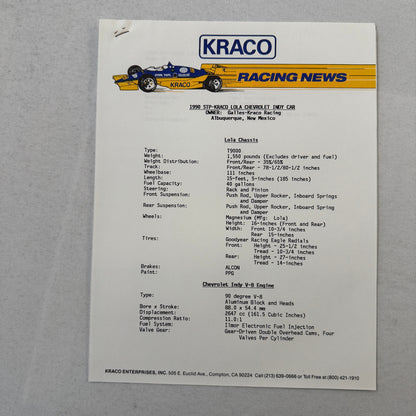 KRACO
RACING NEWS
KRACO
1990 STP-KRACO LOLA CHEVROLET INDY CAR
OWNER: Galles-Kraco Racing
Albuquerque, New Mexico
Lola Chassis
Type: T9000
Weight: 1,550 pounds (Excludes driver and fuel)
Weight Distribution: Front/Rear - 35%/65%
Track: Front/Rear - 78-1/2/80-1/2 inches
Wheelbase: 111 inches
Length: 15-feet, 5-inches (185 inches)
Fuel Capacity: 40 gallons
Steering: Rack and Pinion
Front Suspension: Push Rod, Upper Rocker, Inboard Springs
and Damper
Rear Suspension: Push Rod, Upper Rocker, Inboard Springs
and Damper
Wheels: Magnesium (Mfg: Lola)
Height: 16-inches (Front and Rear)
Width: Front 10-3/4 inches
Rear 15-inches
Tires: Goodyear Racing Eagle Radials
Front: Height - 25-1/2 inches
Tread - 10-3/4 inches
Rear: Height - 27-inches
Tread - 14-inches
Brakes: ALCON
Paint: PPG
Chevrolet Indy V-8 Engine
Type: 90 degree V-8
Aluminum Block and Heads
Bore x Stroke: 88.0 x 54.4 mm
Displacement: 2647 cc (161.5 Cubic Inches)
Compression Ratio: 11.0:1
Fuel System: Ilmor Electronic Fuel Injection
Valve Gear: Gear-Driven Double Overhead Cams, Four
Valves Per Cylinder
KRACO ENTERPRISES, INC. 505 E. Euclid Ave., Compton, CA 90224 Call (213) 639-0666 or Toll Free at (800) 421-1910